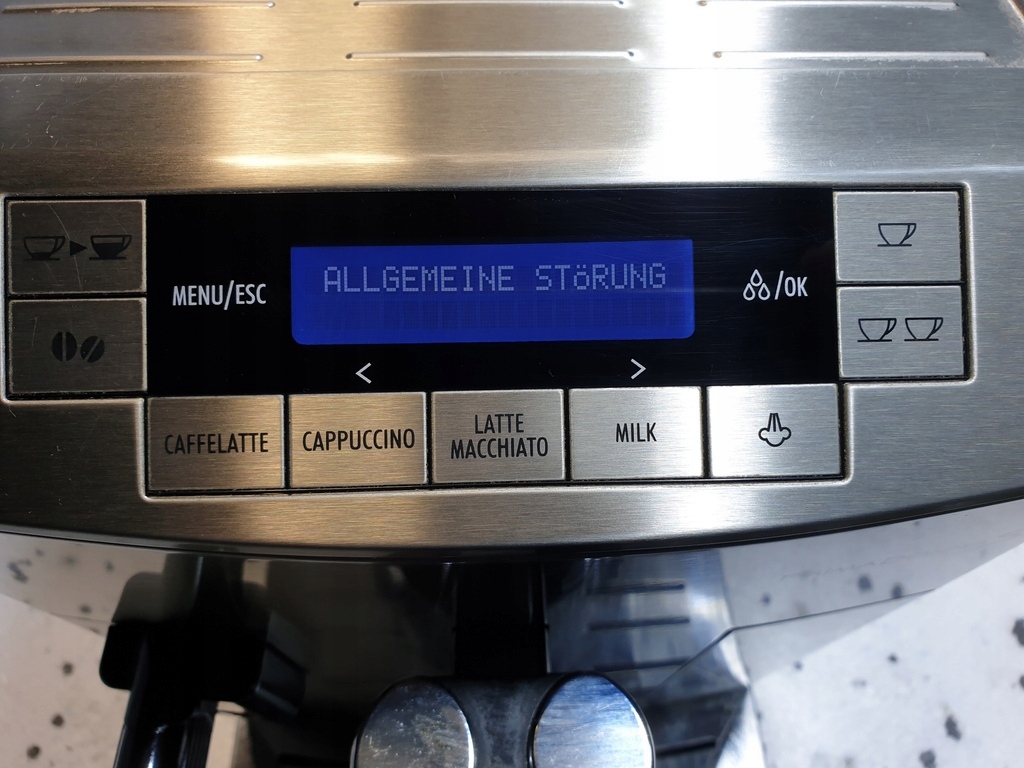 ALLGEMEINE STÖRUNG
MENU/ESC
/OK
<
>
CAFFELATTE
CAPPUCCINO
LATTE
MACCHIATO
MILK